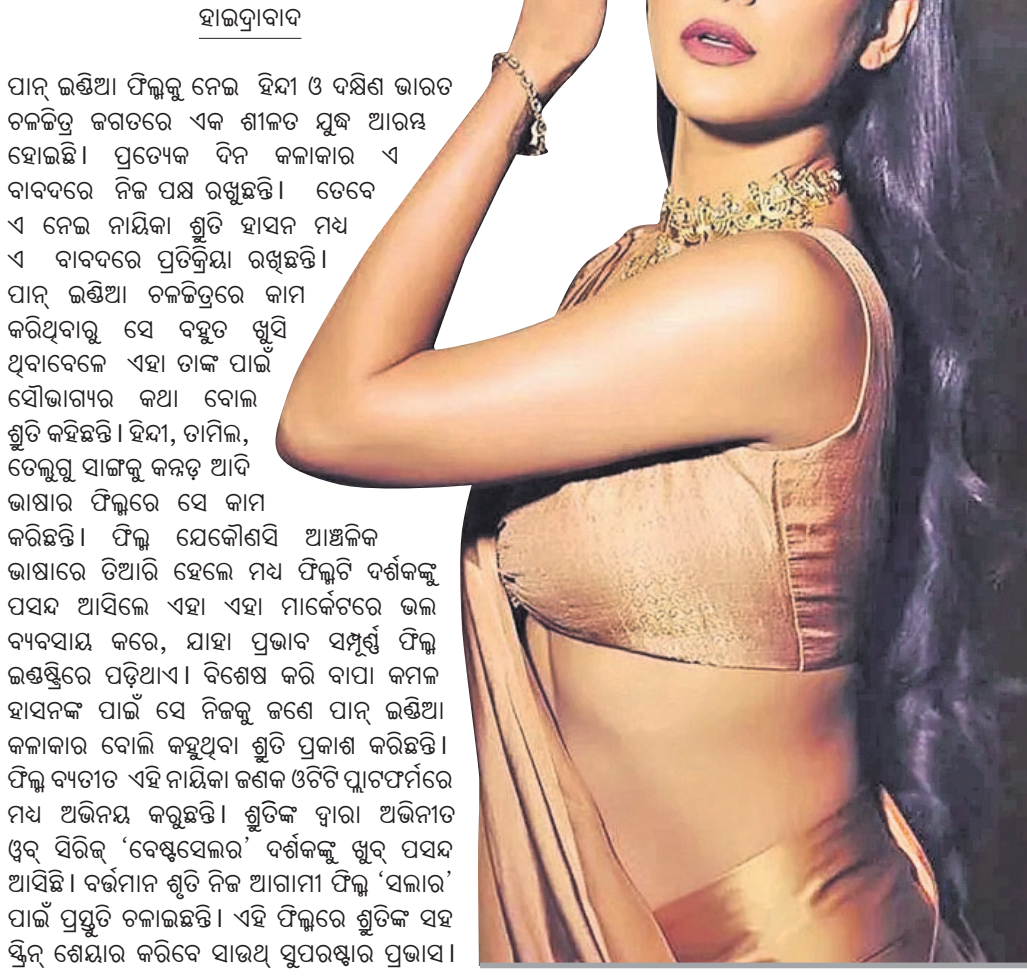 ହାଇଦ୍ରାବାଦ
ପାନ୍ ଇଣ୍ଡିଆ ଫିଲ୍ମକୁ ନେଇ ହିନ୍ଦୀ ଓ ଦକ୍ଷିଣ ଭାରତ
ଚଳଚ୍ଚିତ୍ର ଜଗତରେ ଏକ ଶୀଳତ ଯୁଦ୍ଧ ଆରମ୍ଭ
ହୋଇଛି। ପ୍ରତ୍ୟେକ ଦିନ କଳାକାର ଏ
ବାବଦରେ ନିଜ ପକ୍ଷ ରଖୁଛନ୍ତି। ତେବେ
ଏ ନେଇ ନାୟିକା ଶ୍ରୁତି ହାସନ ମଧ୍ୟ
ଏ ବାବଦରେ ପ୍ରତିକ୍ରିୟା ରଖିଛନ୍ତି।
ପାନ୍ ଇଣ୍ଡିଆ ଚଳଚ୍ଚିତ୍ରରେ କାମ
କରିଥିବାରୁ ସେ ବହୁତ ଖୁସି
ଥିବାବେଳେ ଏହା ତାଙ୍କ ପାଇଁ
ସୌଭାଗ୍ୟର କଥା ବୋଲ
ଶ୍ରୁତି କହିଛନ୍ତି। ହିନ୍ଦୀ, ତାମିଲ,
ତେଲୁଗୁ ସାଙ୍ଗକୁ କନ୍ନଡ଼ ଆଦି
ଭାଷାର ଫିଲ୍ମରେ ସେ କାମ
କରିଛନ୍ତି। ଫିଲ୍ମ ଯେକୌଣସି ଆଞ୍ଚଳିକ
ଭାଷାରେ ତିଆରି ହେଲେ ମଧ୍ୟ ଫିଲ୍ମଟି ଦର୍ଶକଙ୍କୁ
ପସନ୍ଦ ଆସିଲେ ଏହା ଏହା ମାର୍କେଟରେ ଭଲ
ବ୍ୟବସାୟ କରେ, ଯାହା ପ୍ରଭାବ ସମ୍ପୂର୍ଣ୍ଣ ଫିଲ୍ମ
ଇଣ୍ଡଷ୍ଟ୍ରିରେ ପଡ଼ିଥାଏ। ବିଶେଷ କରି ବାପା କମଳ
ହାସନଙ୍କ ପାଇଁ ସେ ନିଜକୁ ଜଣେ ପାନ୍ ଇଣ୍ଡିଆ
କଳାକାର ବୋଲି କହୁଥିବା ଶ୍ରୁତି ପ୍ରକାଶ କରିଛନ୍ତି।
ଫିଲ୍ମ ବ୍ୟତୀତ ଏହି ନାୟିକା ଜଣକ ଓଟିଟି ପ୍ଲାଟଫର୍ମରେ
ମଧ୍ୟ ଅଭିନୟ କରୁଛନ୍ତି। ଶ୍ରୁତିଙ୍କ ଦ୍ୱାରା ଅଭିନୀତ
ଓ୍ବେବ୍ ସିରିଜ୍ ‘ବେଷ୍ଟସେଲର’ ଦର୍ଶକଙ୍କୁ ଖୁବ୍ ପସନ୍ଦ
ଆସିଛି। ବର୍ତ୍ତମାନ ଶୃତି ନିଜ ଆଗାମୀ ଫିଲ୍ମ ‘ସଲାର’
ପାଇଁ ପ୍ରସ୍ତୁତି ଚଳାଇଛନ୍ତି। ଏହି ଫିଲ୍ମରେ ଶ୍ରୁତିଙ୍କ ସହ
ସ୍କ୍ରିନ୍ ଶେୟାର କରିବେ ସାଉଥ୍ ସୁପରଷ୍ଟାର ପ୍ରଭାସ।